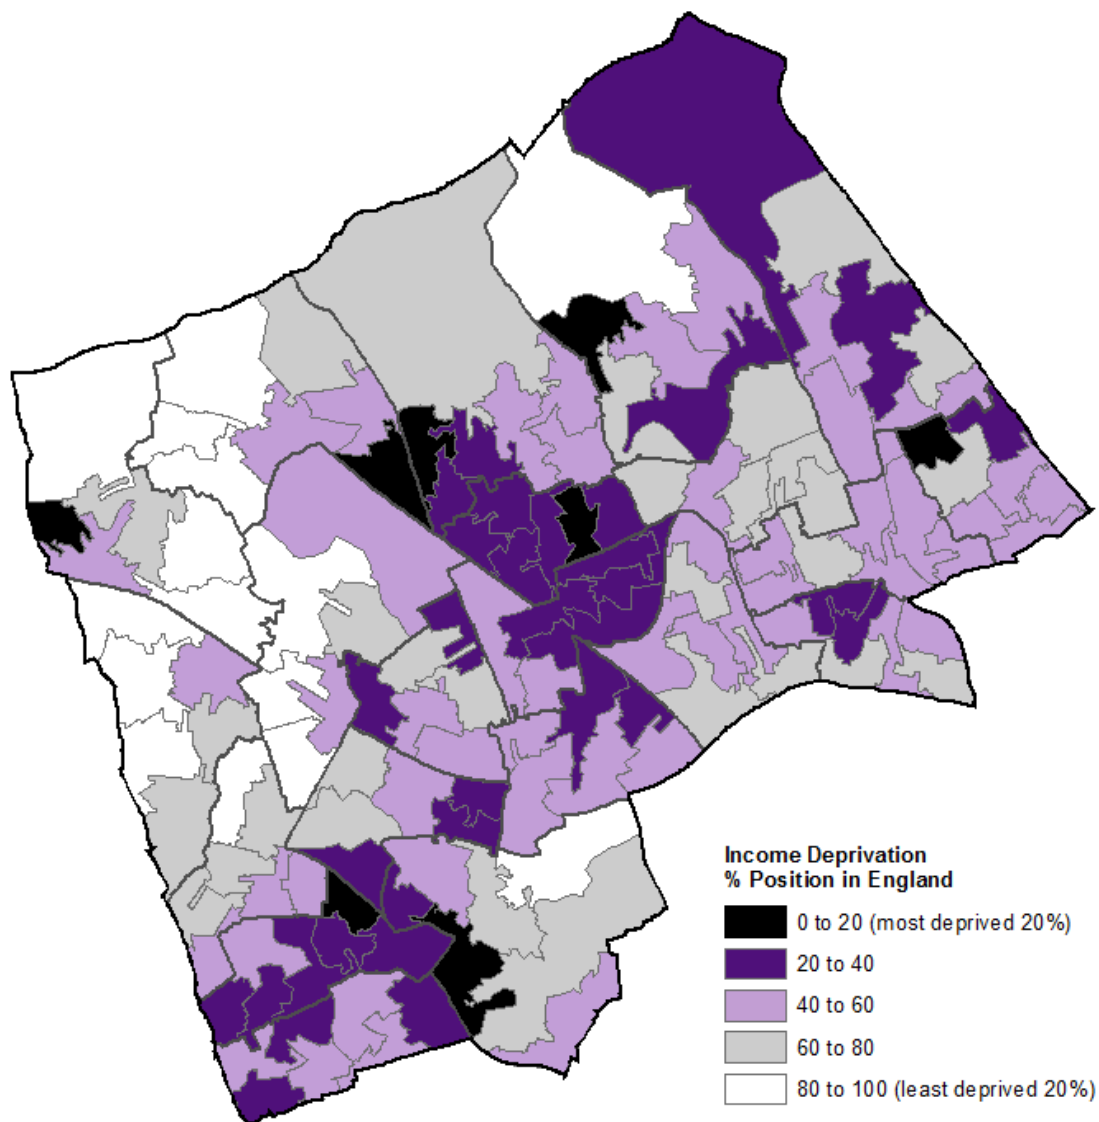 Income Deprivation
% Position in England
0 to 20 (most deprived 20%)
20 to 40
40 to 60
60 to 80
80 to 100 (least deprived 20%)